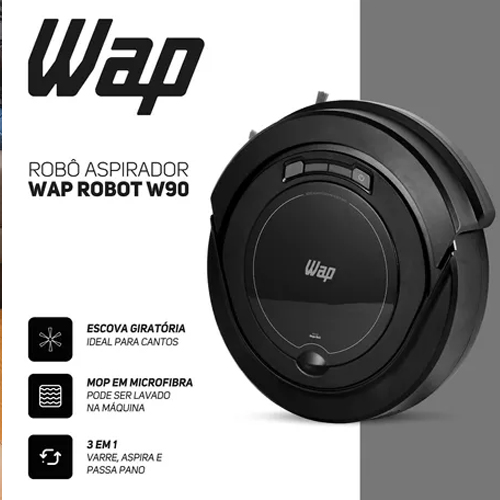 Wap
ROBÔ ASPIRADOR
WAP ROBOT W90
Wap
ESCOVA GIRATÓRIA
IDEAL PARA CANTOS
MOP EM MICROFIBRA
PODE SER LAVADO
NA MÁQUINA
3 EM 1
VARRE, ASPIRA E
PASSA PANO